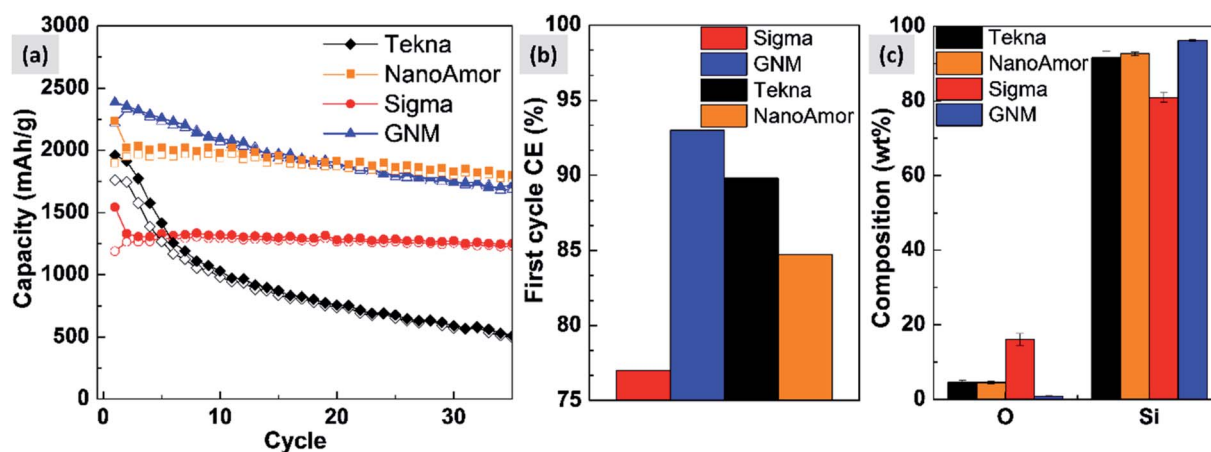 (a)
Capacity (mAh/g)
3000
2500
2000
1500
1000
500
0
0 10 20 30
Cycle
Tekna
NanoAmor
Sigma
GNM
(b)
First cycle CE (%)
100
95
90
85
80
75
Sigma
GNM
Tekna
NanoAmor
(c)
Composition (wt%)
100
80
60
40
20
0
O Si
Tekna
NanoAmor
Sigma
GNM